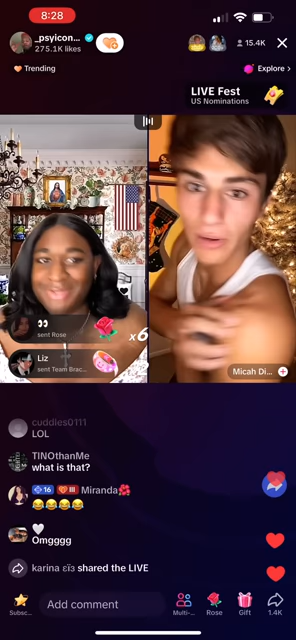 8:28
_psyicon...
275.1K likes
15.4K
Trending
Explore >
LIVE Fest
US Nominations
👀
sent Rose
x6
Liz
sent Team Brac...
Micah Di...
cuddles0111
LOL
TINOthanMe
what is that?
16 III Miranda🌺
😂😂😂😂
🤍
Omgggg
karina εїз shared the LIVE
Subsc...
Add comment
Multi-...
Rose
Gift
1.4K